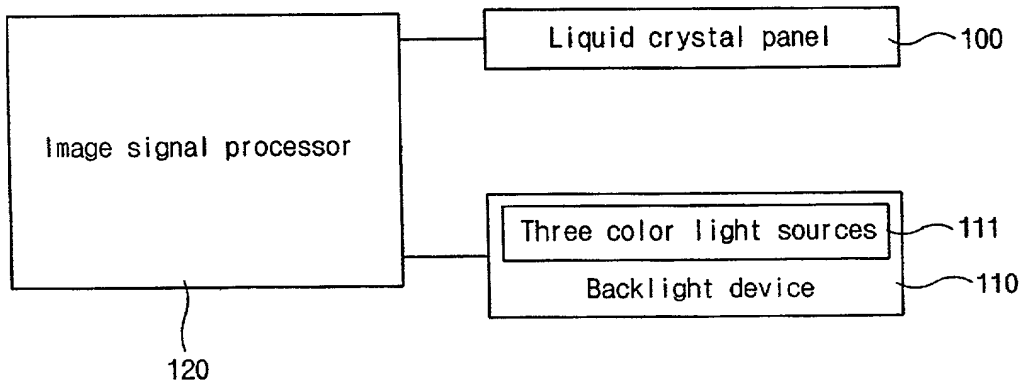 Liquid crystal panel
100
Image signal processor
Three color light sources
111
Backlight device
110
120